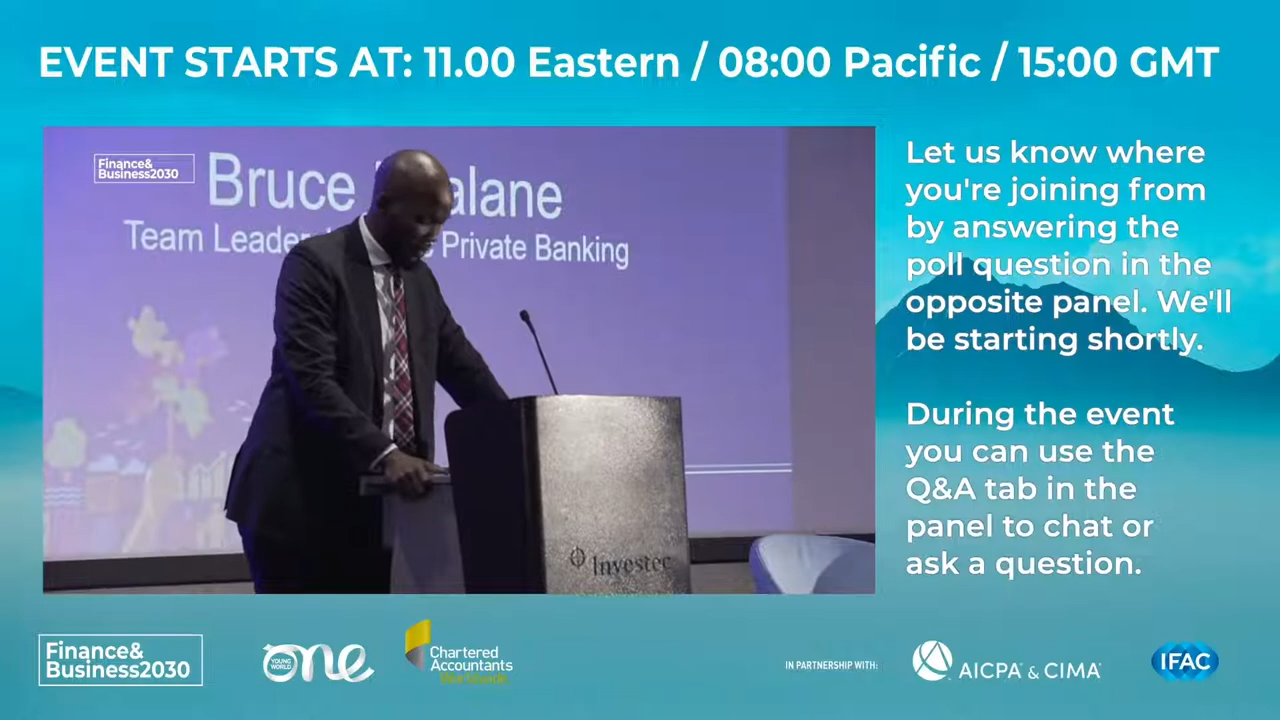 EVENT STARTS AT: 11.00 Eastern / 08:00 Pacific / 15:00 GMT
Finance&
Business2030
Bruce alane
Team Leader Private Banking
Investec
Let us know where
you're joining from
by answering the
poll question in the
opposite panel. We'll
be starting shortly.
During the event
you can use the
Q&A tab in the
panel to chat or
ask a question.
Finance&
Business2030
YOUNG
WORLD
one
Chartered
Accountants
Worldwide
IN PARTNERSHIP WITH:
AICPA & CIMA
IFAC